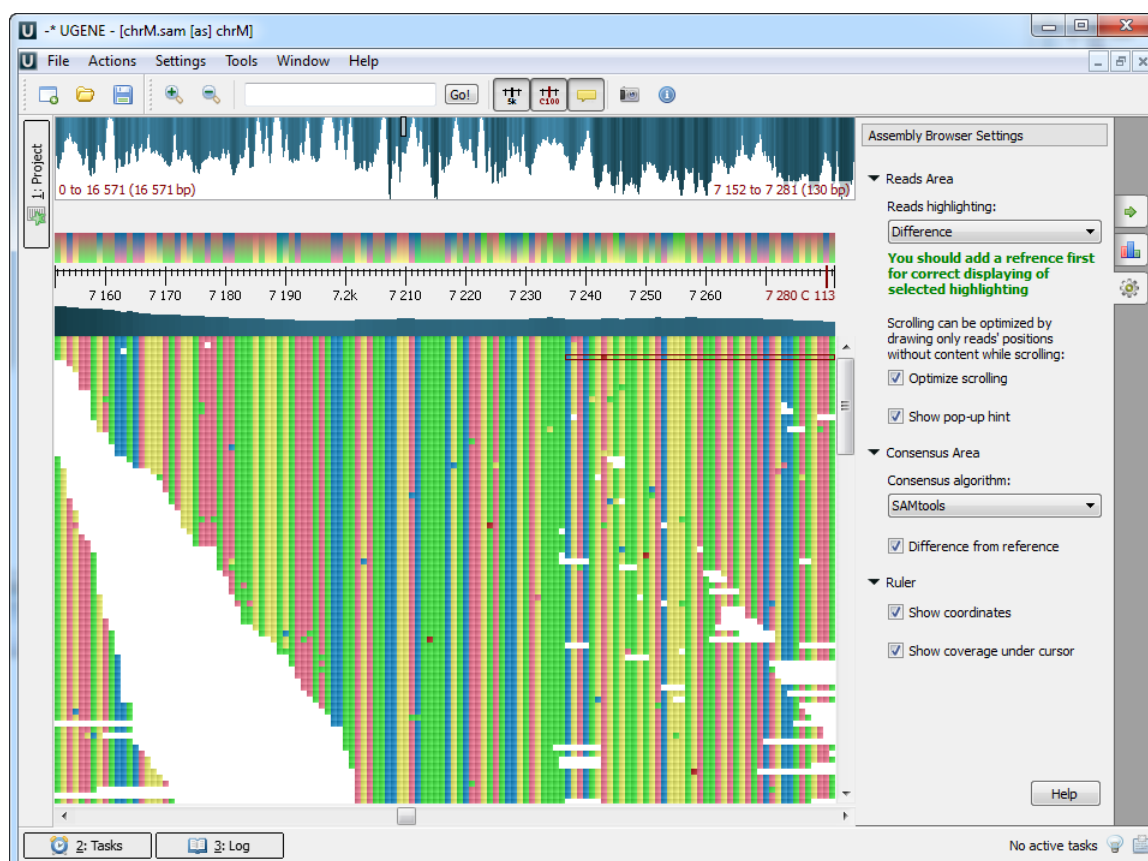 -* UGENE - [chrM.sam [as] chrM]
File Actions Settings Tools Window Help
Go! 5k C100
1: Project
0 to 16 571 (16 571 bp) 7 152 to 7 281 (130 bp)
7 160 7 170 7 180 7 190 7.2k 7 210 7 220 7 230 7 240 7 250 7 260 7 280 C 113
Assembly Browser Settings
Reads Area
Reads highlighting:
Difference
You should add a refrence first
for correct displaying of
selected highlighting
Scrolling can be optimized by
drawing only reads' positions
without content while scrolling:
Optimize scrolling
Show pop-up hint
Consensus Area
Consensus algorithm:
SAMtools
Difference from reference
Ruler
Show coordinates
Show coverage under cursor
Help
2: Tasks 3: Log No active tasks